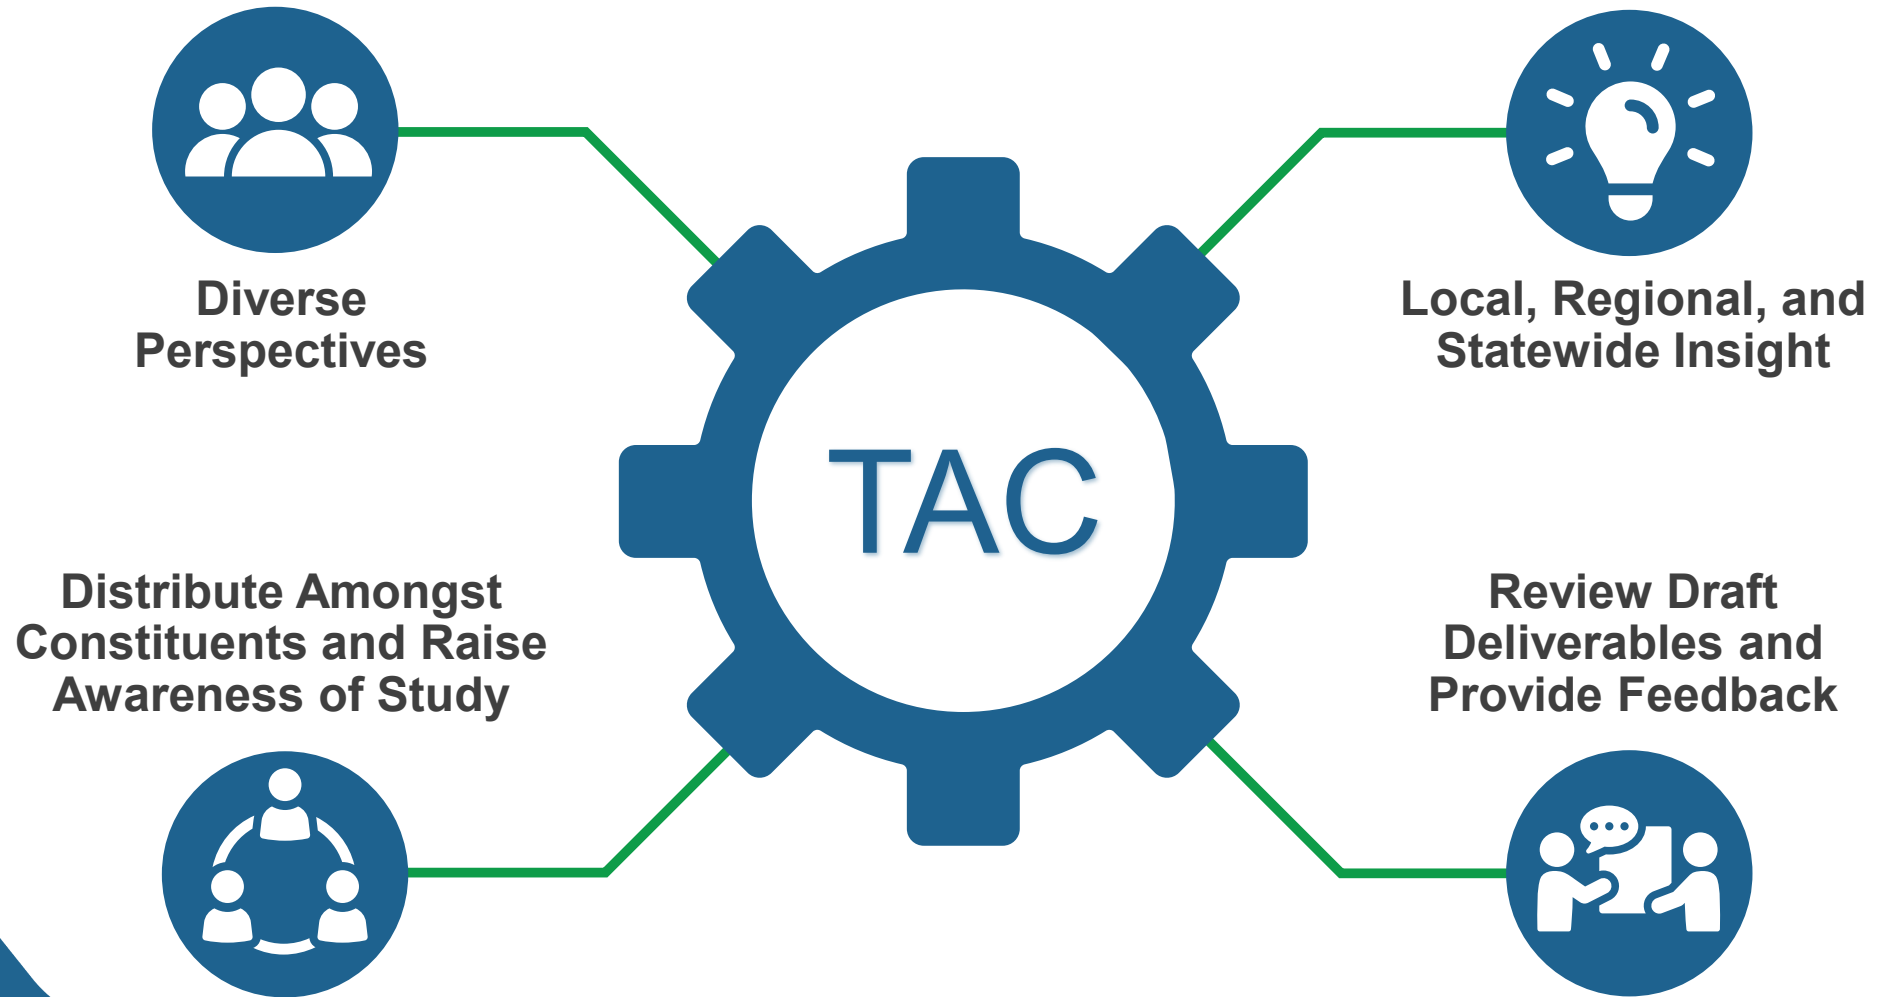 Diverse
Perspectives
Local, Regional, and
Statewide Insight
TAC
Distribute Amongst
Constituents and Raise
Awareness of Study
Review Draft
Deliverables and
Provide Feedback